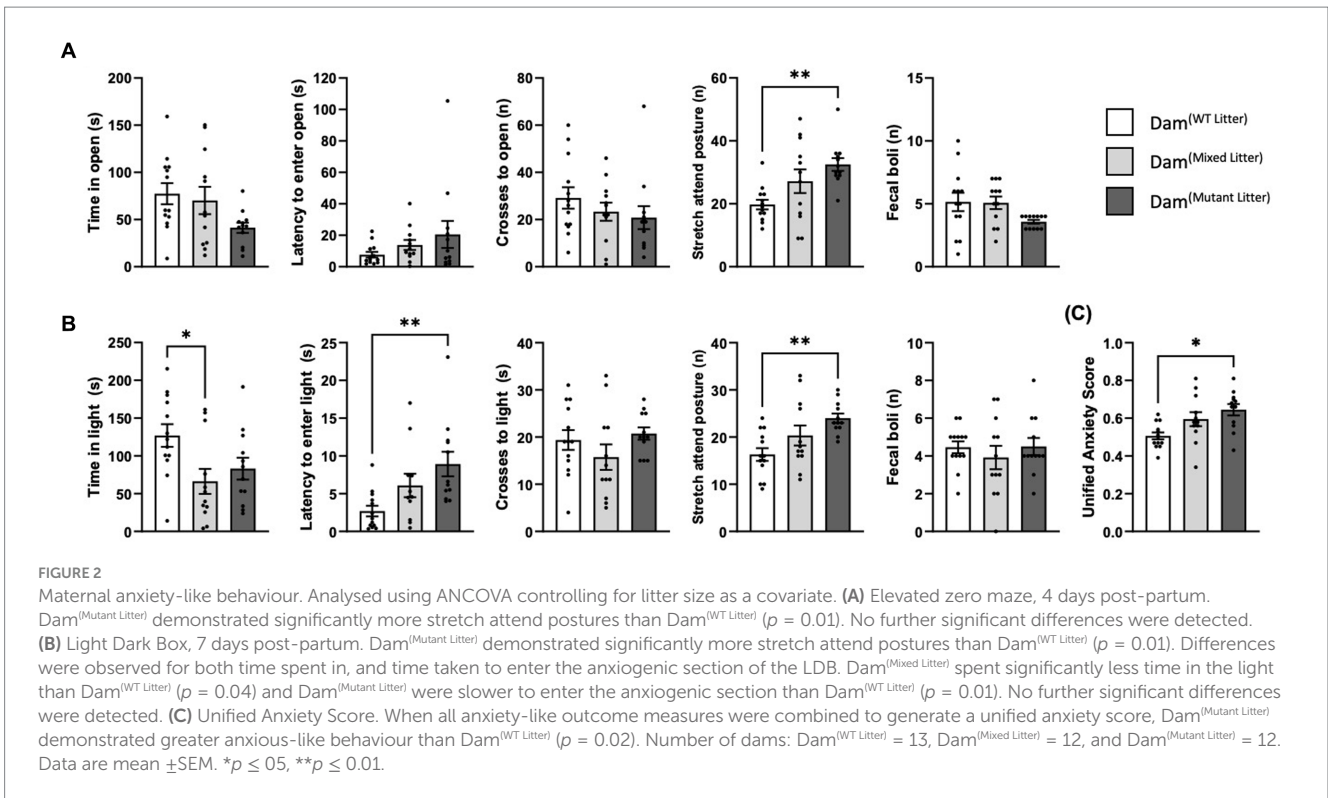 A
Time in open (s)
200
150
100
50
0
Latency to enter open (s)
120
100
80
60
40
20
0
Crosses to open (n)
80
60
40
20
0
Stretch attend posture (n)
60
40
20
0
**
Fecal boli (n)
15
10
5
0
Dam(WT Litter)
Dam(Mixed Litter)
Dam(Mutant Litter)
B
Time in light (s)
250
200
150
100
50
0
*
Latency to enter light (s)
25
20
15
10
5
0
**
Crosses to light (n)
40
30
20
10
0
Stretch attend posture (n)
40
30
20
10
0
**
Fecal boli (n)
10
8
6
4
2
0
(C)
Unified Anxiety Score
1.0
0.8
0.6
0.4
0.2
0.0
*
FIGURE 2
Maternal anxiety-like behaviour. Analysed using ANCOVA controlling for litter size as a covariate. (A) Elevated zero maze, 4 days post-partum.
Dam(Mutant Litter) demonstrated significantly more stretch attend postures than Dam(WT Litter) (p = 0.01). No further significant differences were detected.
(B) Light Dark Box, 7 days post-partum. Dam(Mutant Litter) demonstrated significantly more stretch attend postures than Dam(WT Litter) (p = 0.01). Differences
were observed for both time spent in, and time taken to enter the anxiogenic section of the LDB. Dam(Mixed Litter) spent significantly less time in the light
than Dam(WT Litter) (p = 0.04) and Dam(Mutant Litter) were slower to enter the anxiogenic section than Dam(WT Litter) (p = 0.01). No further significant differences
were detected. (C) Unified Anxiety Score. When all anxiety-like outcome measures were combined to generate a unified anxiety score, Dam(Mutant Litter)
demonstrated greater anxious-like behaviour than Dam(WT Litter) (p = 0.02). Number of dams: Dam(WT Litter) = 13, Dam(Mixed Litter) = 12, and Dam(Mutant Litter) = 12.
Data are mean ±SEM. *p ≤ 05, **p ≤ 0.01.